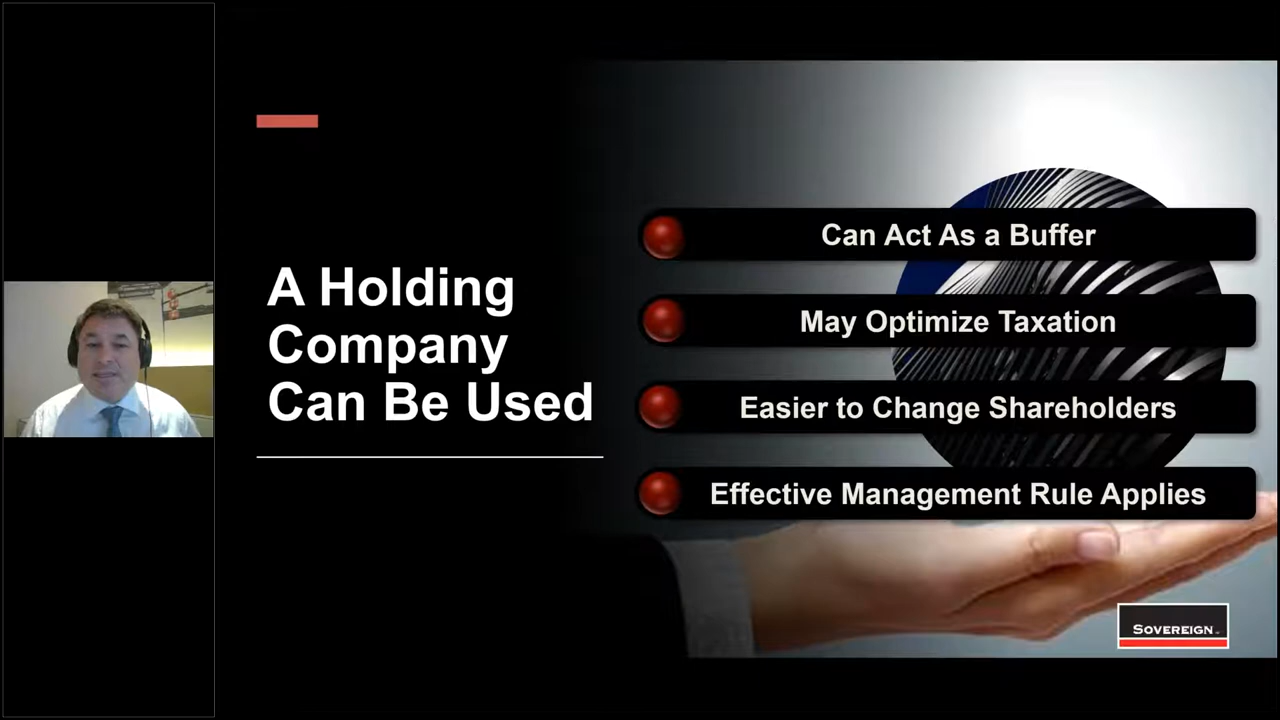 A Holding
Company
Can Be Used
Can Act As a Buffer
May Optimize Taxation
Easier to Change Shareholders
Effective Management Rule Applies
SOVEREIGN